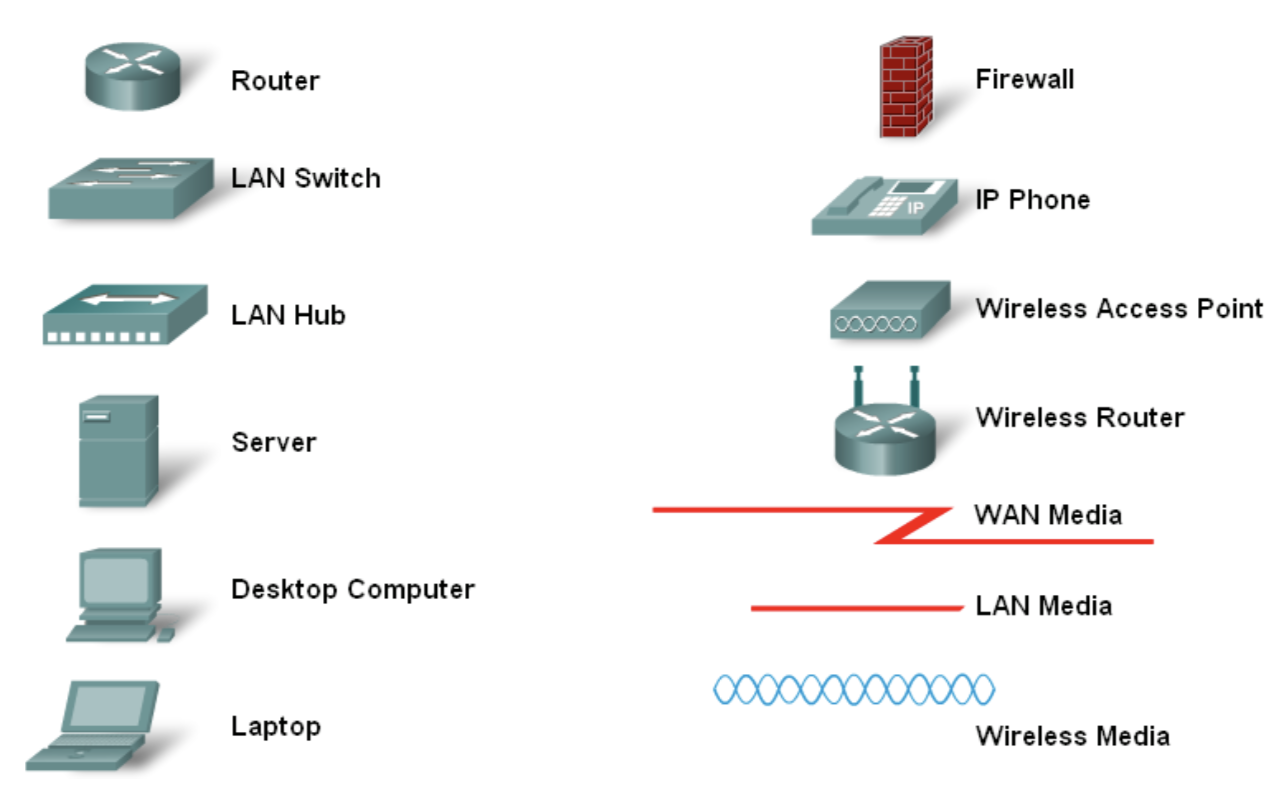 Router
LAN Switch
LAN Hub
Server
Desktop Computer
Laptop
Firewall
IP Phone
IP
Wireless Access Point
Wireless Router
WAN Media
LAN Media
Wireless Media